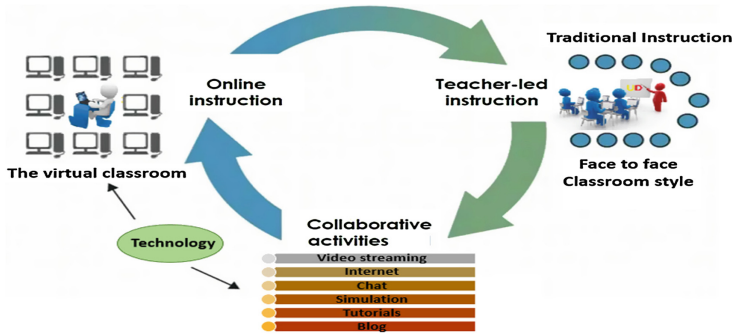 Traditional Instruction
Online
instruction
Teacher-led
instruction
The virtual classroom
Face to face
Classroom style
Technology
Collaborative
activities
Video streaming
Internet
Chat
Simulation
Tutorials
Blog